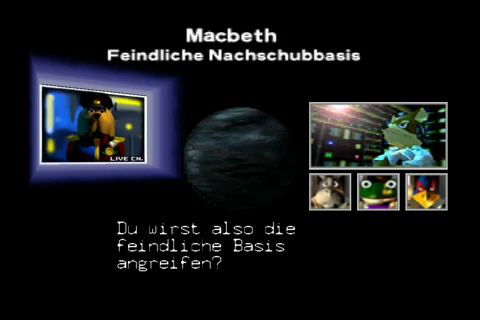 Macbeth
Feindliche Nachschubbasis
LIVE CH.
Du wirst also die
feindliche Basis
angreifen?